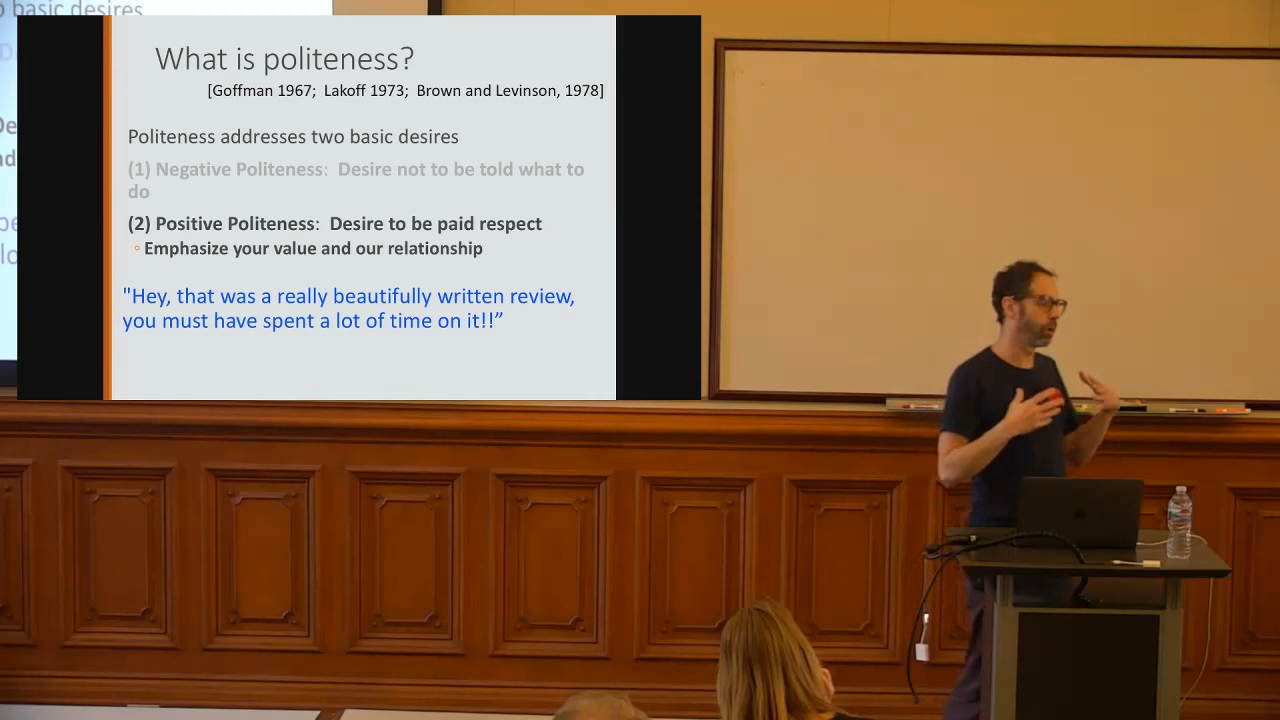 basic desires
What is politeness?
[Goffman 1967; Lakoff 1973; Brown and Levinson, 1978]
Politeness addresses two basic desires
(1) Negative Politeness: Desire not to be told what to
do
(2) Positive Politeness: Desire to be paid respect
◦ Emphasize your value and our relationship
"Hey, that was a really beautifully written review,
you must have spent a lot of time on it!!”